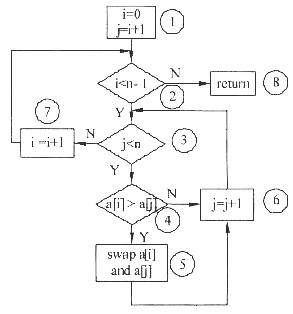 i=0
j=i+1
1
i<n-1
N
return
8
Y
2
7
i=i+1
N
j<n
3
Y
a[i]>a[j]
N
j=j+1
6
4
Y
swap a[i]
and a[j]
5